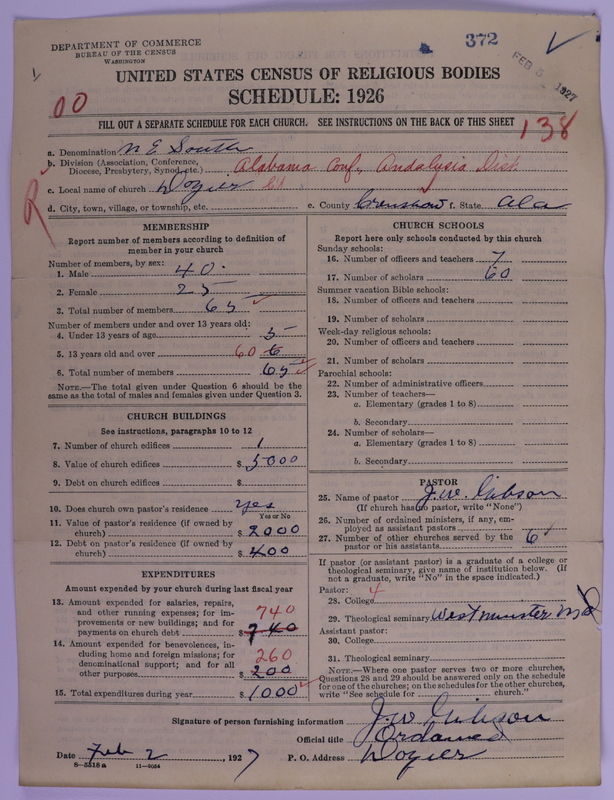 DEPARTMENT OF COMMERCE
BUREAU OF THE CENSUS
WASHINGTON
372
FEB 5 1927
UNITED STATES CENSUS OF RELIGIOUS BODIES
SCHEDULE: 1926
00
FILL OUT A SEPARATE SCHEDULE FOR EACH CHURCH. SEE INSTRUCTIONS ON THE BACK OF THIS SHEET
138
a. Denomination M E South
b. Division (Association, Conference, Diocese, Presbytery, Synod, etc.) Alabama Conf, Andalusia Dist.
c. Local name of church Dozier
d. City, town, village, or township, etc.
e. County Crenshaw f. State Ala
R
MEMBERSHIP
Report number of members according to definition of
member in your church
Number of members, by sex:
1. Male 40
2. Female 25
3. Total number of members 65
Number of members under and over 13 years old:
4. Under 13 years of age 5
5. 13 years old and over 60 6
6. Total number of members 65
NOTE.—The total given under Question 6 should be the
same as the total of males and females given under Question 3.
CHURCH BUILDINGS
See instructions, paragraphs 10 to 12
7. Number of church edifices 1
8. Value of church edifices $ 5000
9. Debt on church edifices $
10. Does church own pastor's residence yes
Yes or No
11. Value of pastor's residence (if owned by
church) $ 2000
12. Debt on pastor's residence (if owned by
church) $ 400
EXPENDITURES
Amount expended by your church during last fiscal year
13. Amount expended for salaries, repairs,
and other running expenses; for im-
provements or new buildings; and for
payments on church debt 740 $ 740
14. Amount expended for benevolences, in-
cluding home and foreign missions; for
denominational support; and for all
other purposes 260 $ 200
15. Total expenditures during year $ 1000
CHURCH SCHOOLS
Report here only schools conducted by this church
Sunday schools:
16. Number of officers and teachers 7
17. Number of scholars 60
Summer vacation Bible schools:
18. Number of officers and teachers
19. Number of scholars
Week-day religious schools:
20. Number of officers and teachers
21. Number of scholars
Parochial schools:
22. Number of administrative officers
23. Number of teachers—
a. Elementary (grades 1 to 8)
b. Secondary
24. Number of scholars—
a. Elementary (grades 1 to 8)
b. Secondary
PASTOR
25. Name of pastor J.W. Gibson
(If church has no pastor, write "None")
26. Number of ordained ministers, if any, em-
ployed as assistant pastors
27. Number of other churches served by the
pastor or his assistants 6
If pastor (or assistant pastor) is a graduate of a college or
theological seminary, give name of institution below. (If
not a graduate, write "No" in the space indicated.)
Pastor: 4
28. College
29. Theological seminary Westminster Md
Assistant pastor:
30. College
31. Theological seminary
NOTE.—Where one pastor serves two or more churches,
Questions 28 and 29 should be answered only on the schedule
for one of the churches; on the schedules for the other churches,
write "See schedule for ............ church."
Signature of person furnishing information J. W Gibson
Official title Ordained
Date Feb 2, 1927 P. O. Address Dozier
8—5518a 11—9054